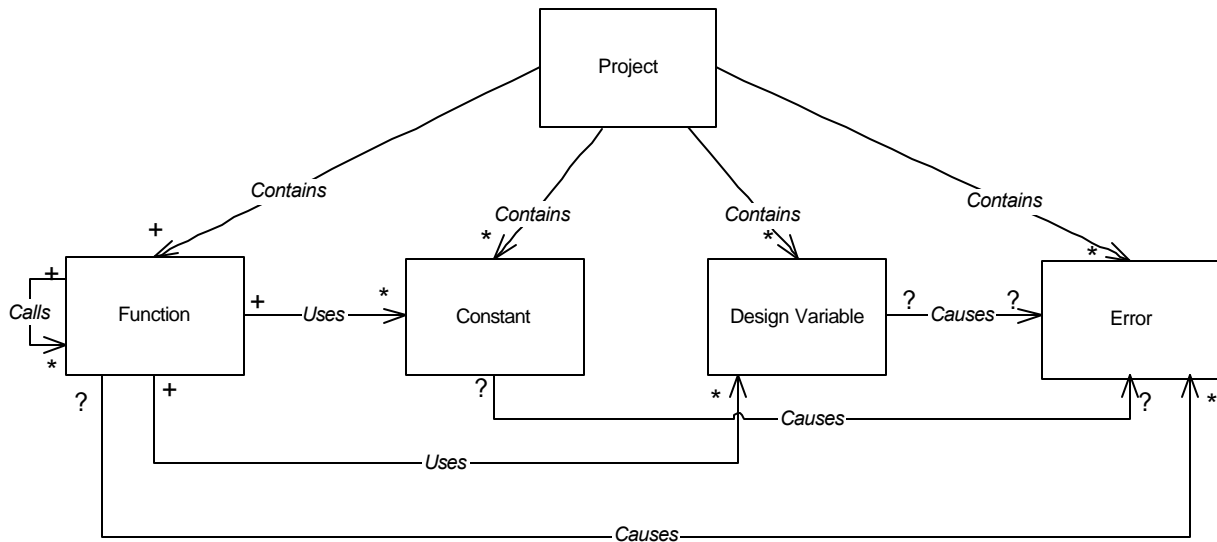 Project
Contains
Contains
Contains
Contains
+
*
*
*
+
Calls
*
Function
+
Uses
*
Constant
Design Variable
?
Causes
?
Error
?
+
?
*
?
*
Causes
Uses
Causes